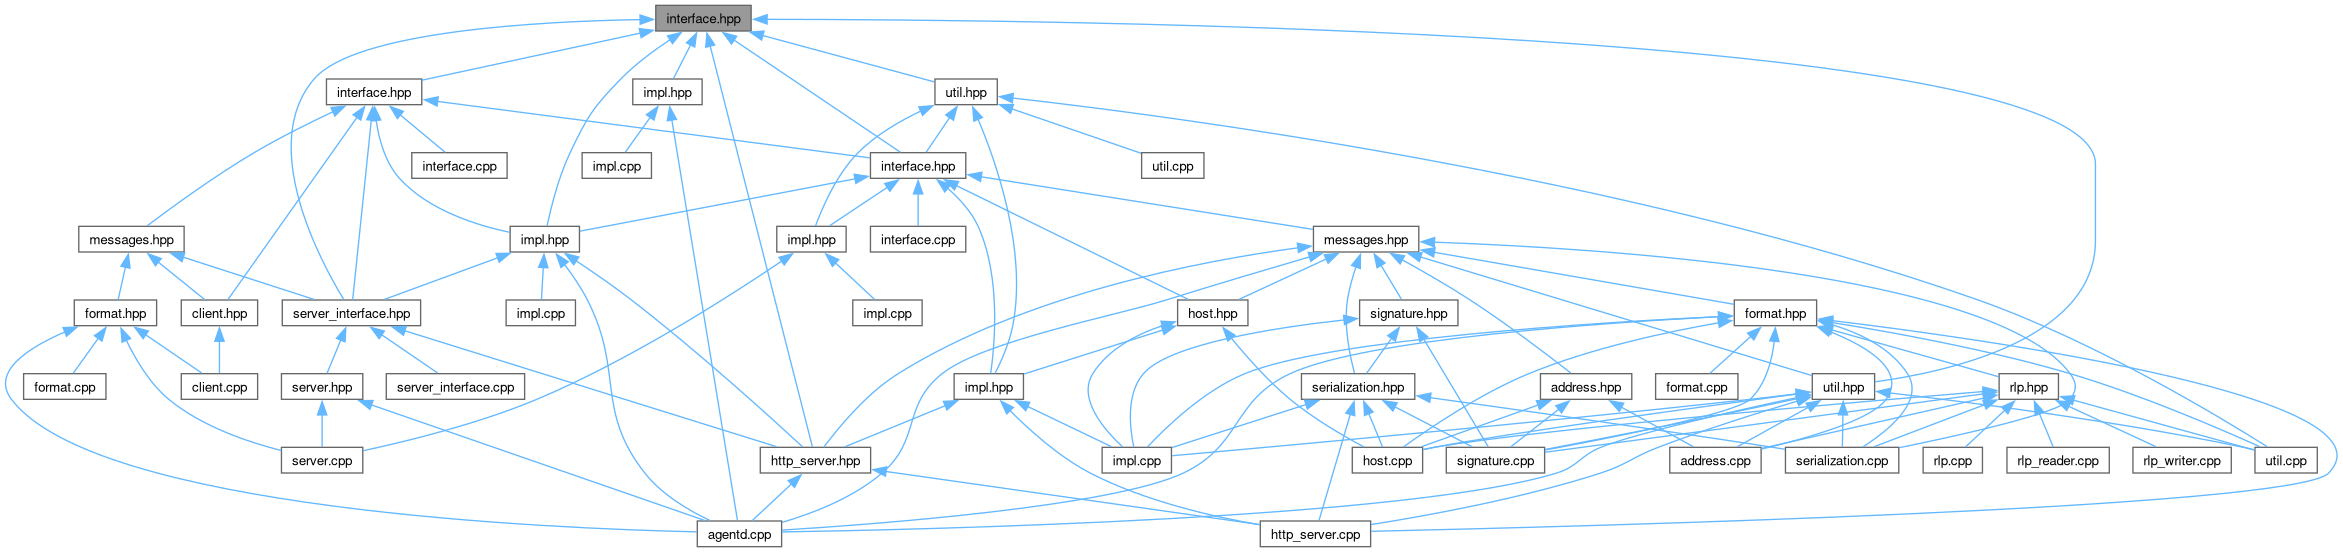 interface.hpp
interface.hpp
impl.hpp
util.hpp
interface.cpp
impl.cpp
interface.hpp
util.cpp
messages.hpp
impl.hpp
impl.hpp
interface.cpp
messages.hpp
format.hpp
client.hpp
server_interface.hpp
impl.cpp
impl.cpp
host.hpp
signature.hpp
format.hpp
format.cpp
client.cpp
server.hpp
server_interface.cpp
impl.hpp
serialization.hpp
address.hpp
format.cpp
util.hpp
rlp.hpp
server.cpp
http_server.hpp
impl.cpp
host.cpp
signature.cpp
address.cpp
serialization.cpp
rlp.cpp
rlp_reader.cpp
rlp_writer.cpp
util.cpp
agentd.cpp
http_server.cpp